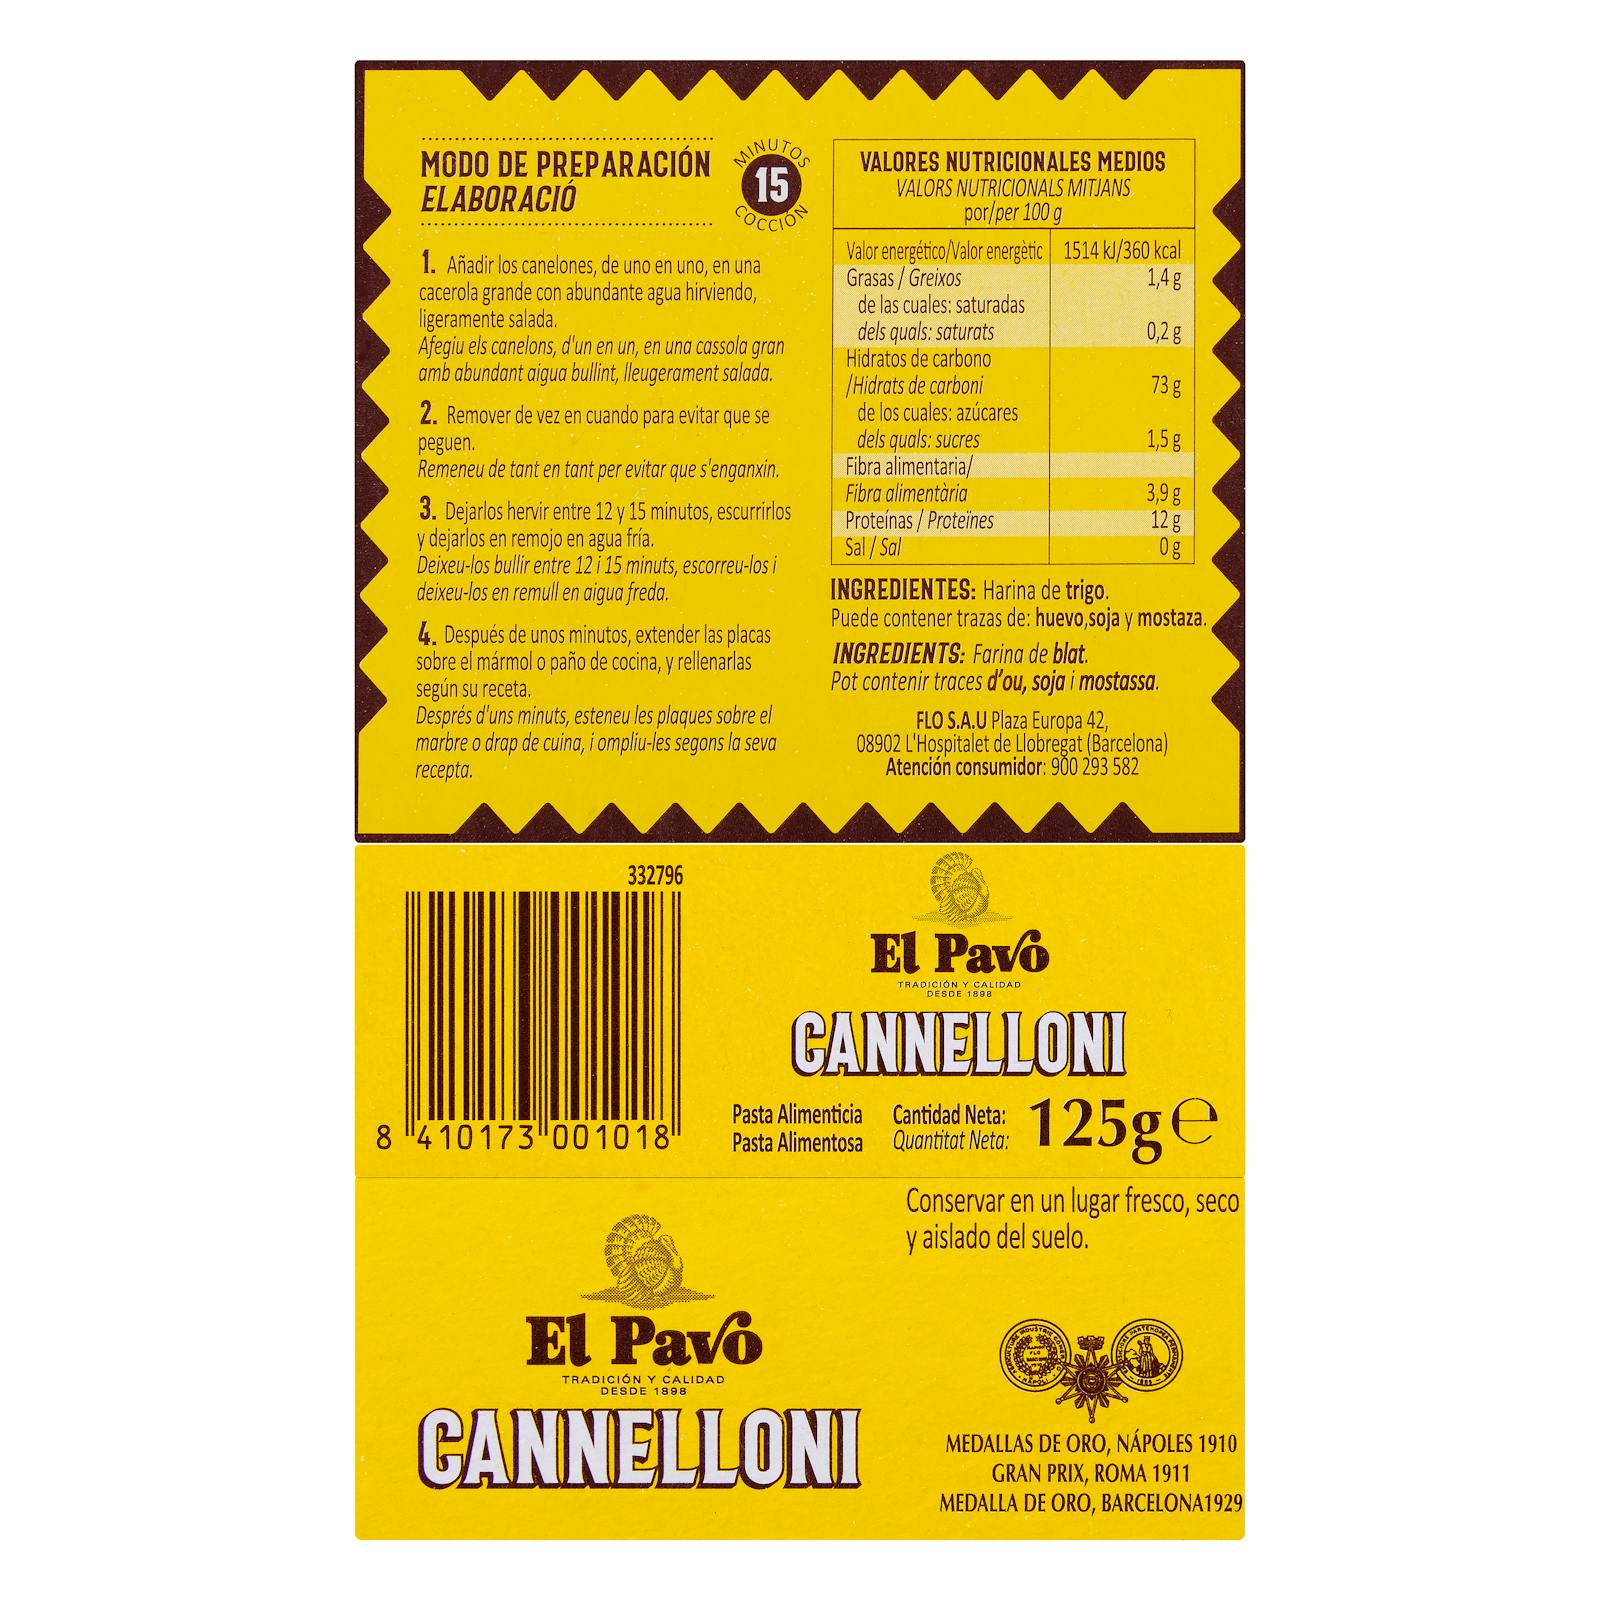 MODO DE PREPARACIÓN
ELABORACIÓ
MINUTOS
15
COCCIÓN
1. Añadir los canelones, de uno en uno, en una
cacerola grande con abundante agua hirviendo,
ligeramente salada.
Afegiu els canelons, d'un en un, en una cassola gran
amb abundant aigua bullint, lleugerament salada.
2. Remover de vez en cuando para evitar que se
peguen.
Remeneu de tant en tant per evitar que s'enganxin.
3. Dejarlos hervir entre 12 y 15 minutos, escurrirlos
y dejarlos en remojo en agua fría.
Deixeu-los bullir entre 12 i 15 minuts, escorreu-los i
deixeu-los en remull en aigua freda.
4. Después de unos minutos, extender las placas
sobre el mármol o paño de cocina, y rellenarlas
según su receta.
Després d'uns minuts, esteneu les plaques sobre el
marbre o drap de cuina, i ompliu-les segons la seva
recepta.
VALORES NUTRICIONALES MEDIOS
VALORS NUTRICIONALS MITJANS
por/per 100 g
Valor energético/Valor energètic 1514 kJ/360 kcal
Grasas / Greixos 1,4 g
de las cuales: saturadas
dels quals: saturats 0,2 g
Hidratos de carbono
/Hidrats de carboni 73 g
de los cuales: azúcares
dels quals: sucres 1,5 g
Fibra alimentaria/
Fibra alimentària 3,9 g
Proteínas / Proteïnes 12 g
Sal / Sal 0 g
INGREDIENTES: Harina de trigo.
Puede contener trazas de: huevo,soja y mostaza.
INGREDIENTS: Farina de blat.
Pot contenir traces d'ou, soja i mostassa.
FLO S.A.U Plaza Europa 42,
08902 L'Hospitalet de Llobregat (Barcelona)
Atención consumidor: 900 293 582
332796
8 410173 001018
El Pavo
TRADICIÓN Y CALIDAD
DESDE 1898
CANNELLONI
Pasta Alimenticia
Pasta Alimentosa
Cantidad Neta:
Quantitat Neta:
125g e
Conservar en un lugar fresco, seco
y aislado del suelo.
El Pavo
TRADICIÓN Y CALIDAD
DESDE 1898
CANNELLONI
MEDALLAS DE ORO, NÁPOLES 1910
GRAN PRIX, ROMA 1911
MEDALLA DE ORO, BARCELONA1929